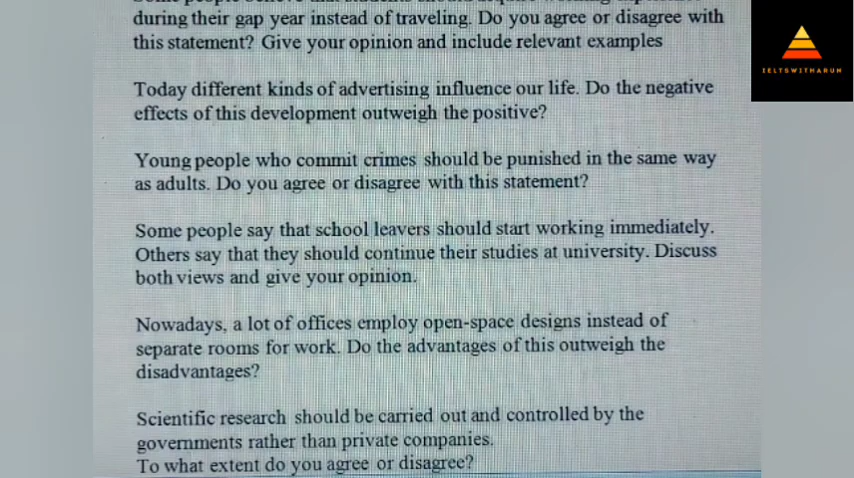 during their gap year instead of traveling. Do you agree or disagree with
this statement? Give your opinion and include relevant examples
Today different kinds of advertising influence our life. Do the negative
effects of this development outweigh the positive?
Young people who commit crimes should be punished in the same way
as adults. Do you agree or disagree with this statement?
Some people say that school leavers should start working immediately.
Others say that they should continue their studies at university. Discuss
both views and give your opinion.
Nowadays, a lot of offices employ open-space designs instead of
separate rooms for work. Do the advantages of this outweigh the
disadvantages?
Scientific research should be carried out and controlled by the
governments rather than private companies.
To what extent do you agree or disagree?
IELTSWITHARUN